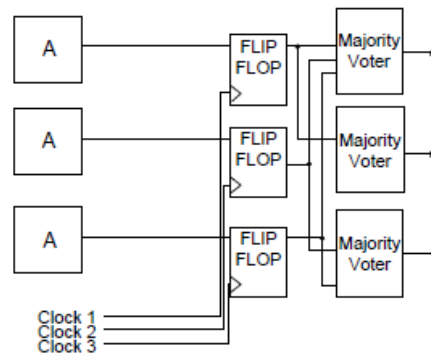 A
FLIP
FLOP
Majority
Voter
A
FLIP
FLOP
Majority
Voter
A
FLIP
FLOP
Majority
Voter
Clock 1
Clock 2
Clock 3